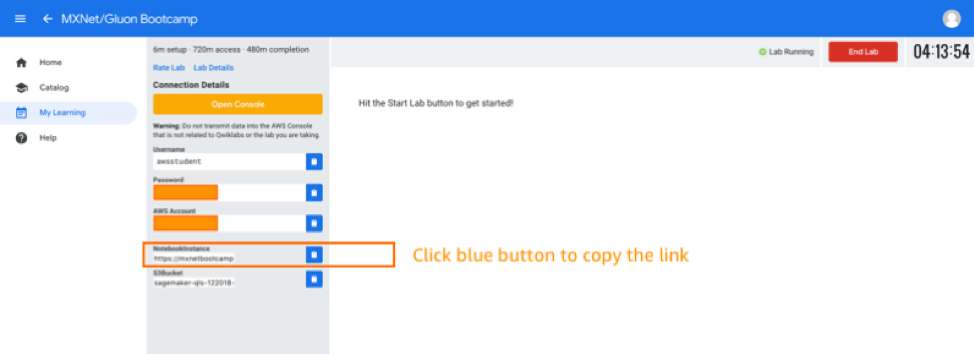 MXNet/Gluon Bootcamp
Home
Catalog
My Learning
Help
6m setup · 720m access · 480m completion
Rate Lab Lab Details
Connection Details
Open Console
Warning: Do not transmit data into the AWS Console
that is not related to Qwiklabs or the lab you are taking.
Username
awsstudent
Password
AWS Account
NotebookInstance
https://mxnetbootcamp
S3Bucket
sagemaker-qls-122018-
Lab Running
End Lab
04:13:54
Hit the Start Lab button to get started!
Click blue button to copy the link